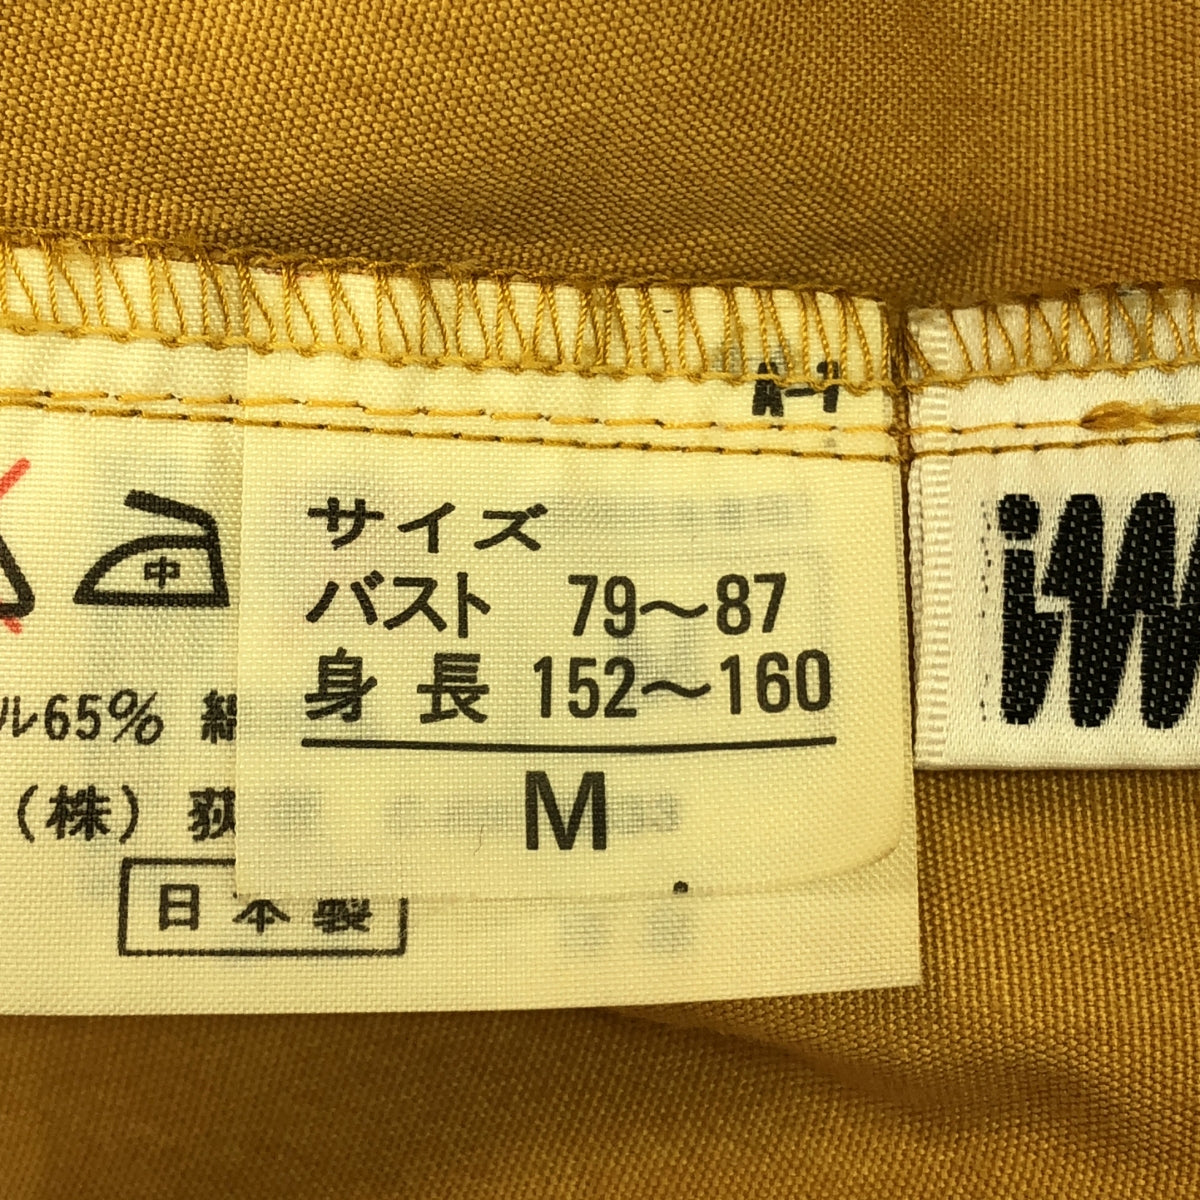 A-7
サイズ
バスト 79～87
身長 152～160
M
中
ル65% 綿
(株) 荻
日本製